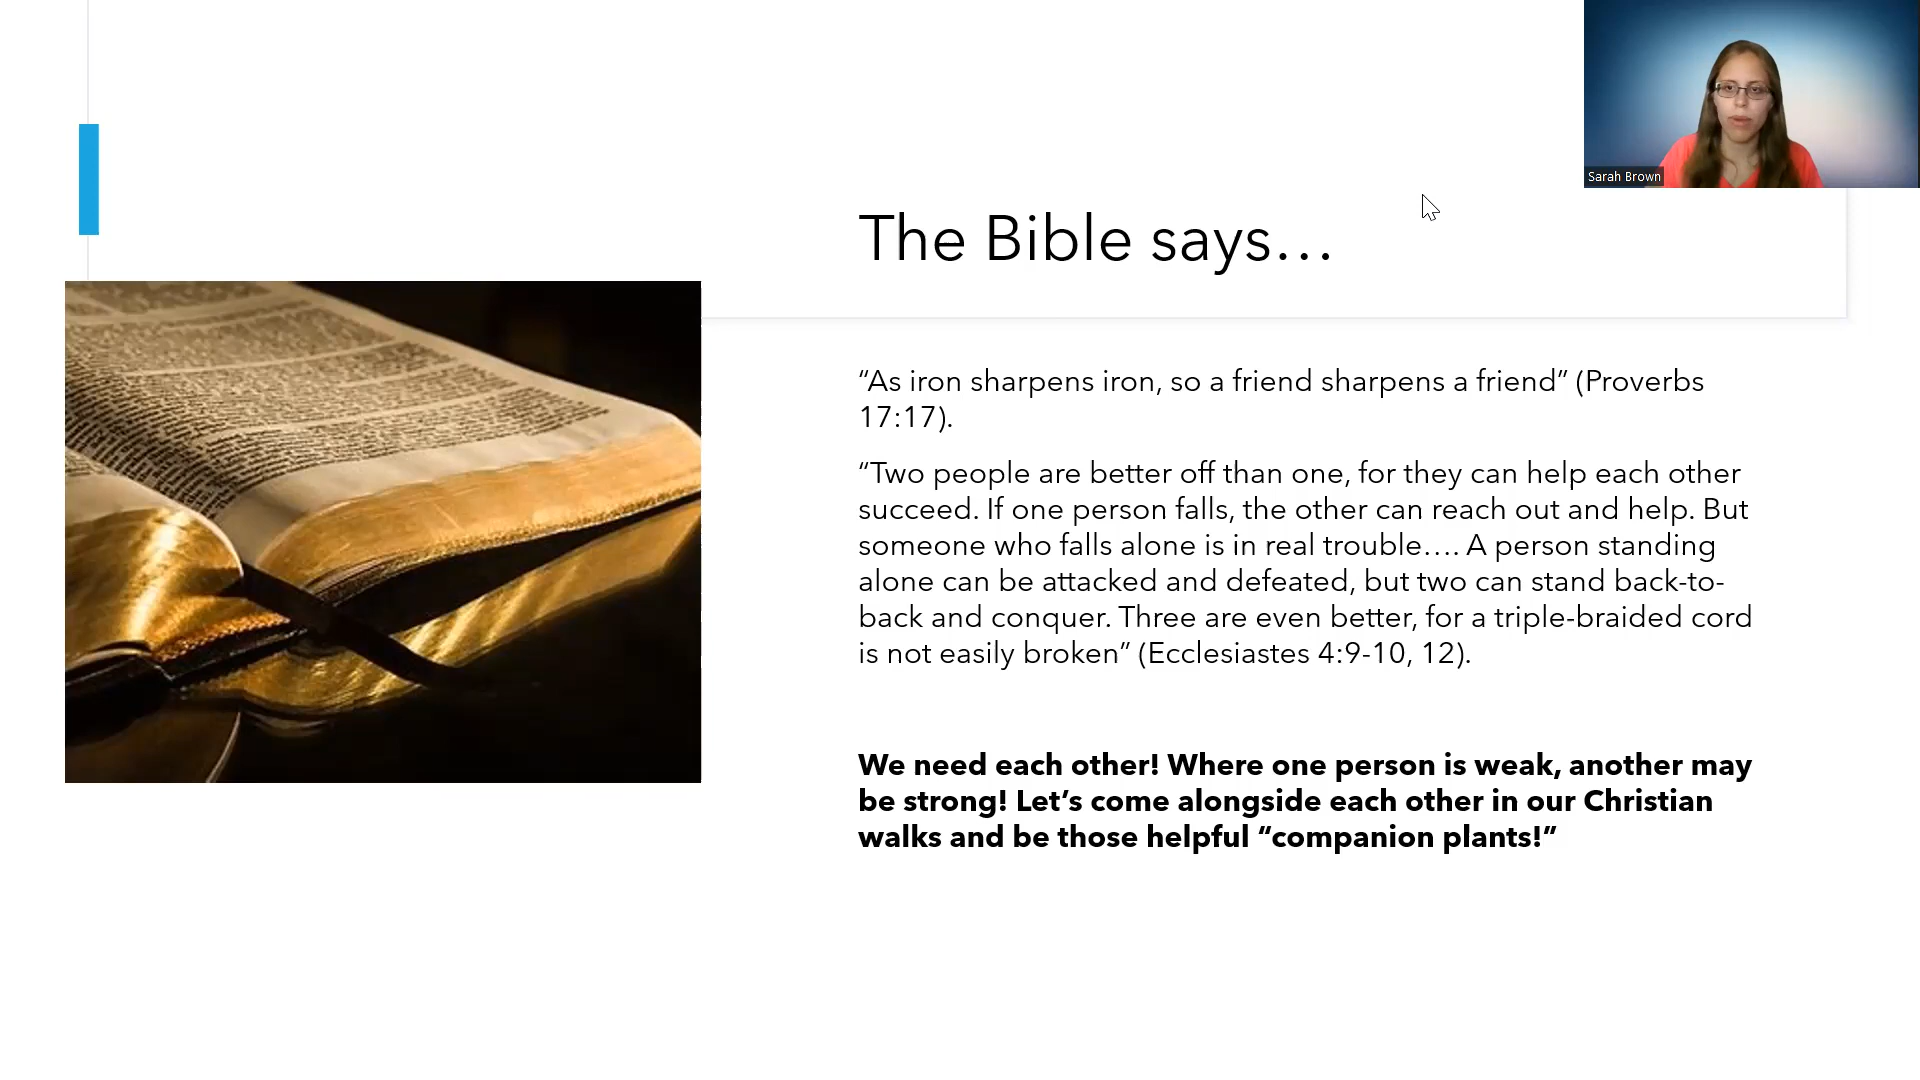 Sarah Brown
The Bible says…
“As iron sharpens iron, so a friend sharpens a friend” (Proverbs
17:17).
“Two people are better off than one, for they can help each other
succeed. If one person falls, the other can reach out and help. But
someone who falls alone is in real trouble…. A person standing
alone can be attacked and defeated, but two can stand back-to-
back and conquer. Three are even better, for a triple-braided cord
is not easily broken” (Ecclesiastes 4:9-10, 12).
We need each other! Where one person is weak, another may
be strong! Let’s come alongside each other in our Christian
walks and be those helpful “companion plants!”